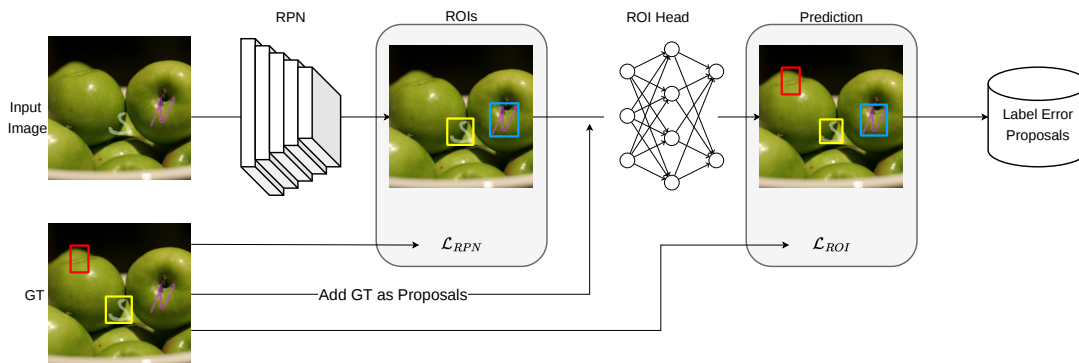 RPN
ROIs
ROI Head
Prediction
Input
Image
Label Error
Proposals
ℒ_RPN
ℒ_ROI
GT
Add GT as Proposals